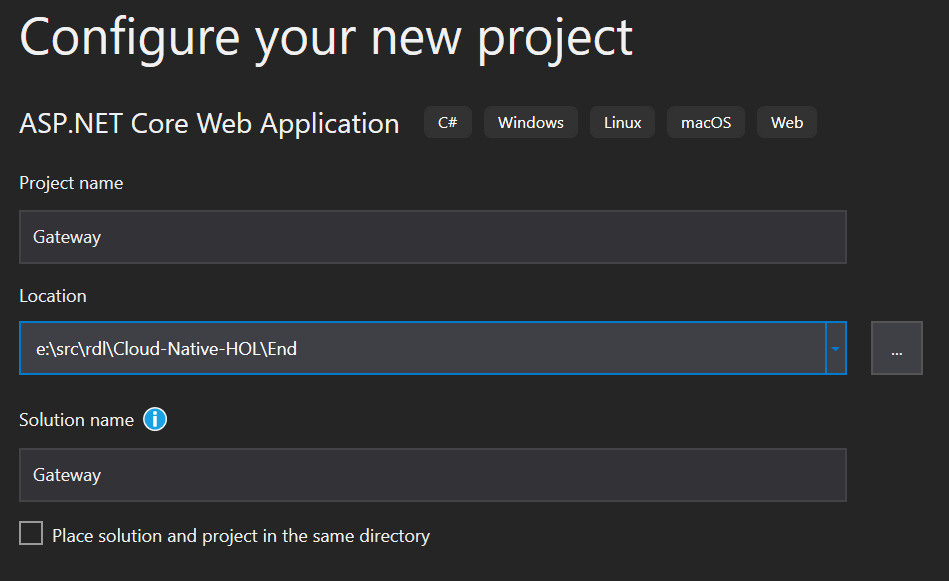 Configure your new project
ASP.NET Core Web Application C# Windows Linux macOS Web
Project name
Gateway
Location
e:\src\rdl\Cloud-Native-HOL\End
...
Solution name
Gateway
Place solution and project in the same directory